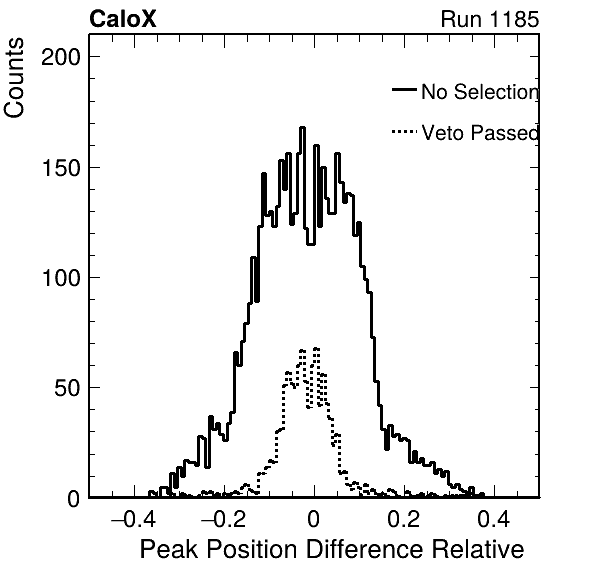 CaloX Run 1185
Counts
200
150
100
50
0
No Selection
Veto Passed
−0.4 −0.2 0 0.2 0.4
Peak Position Difference Relative